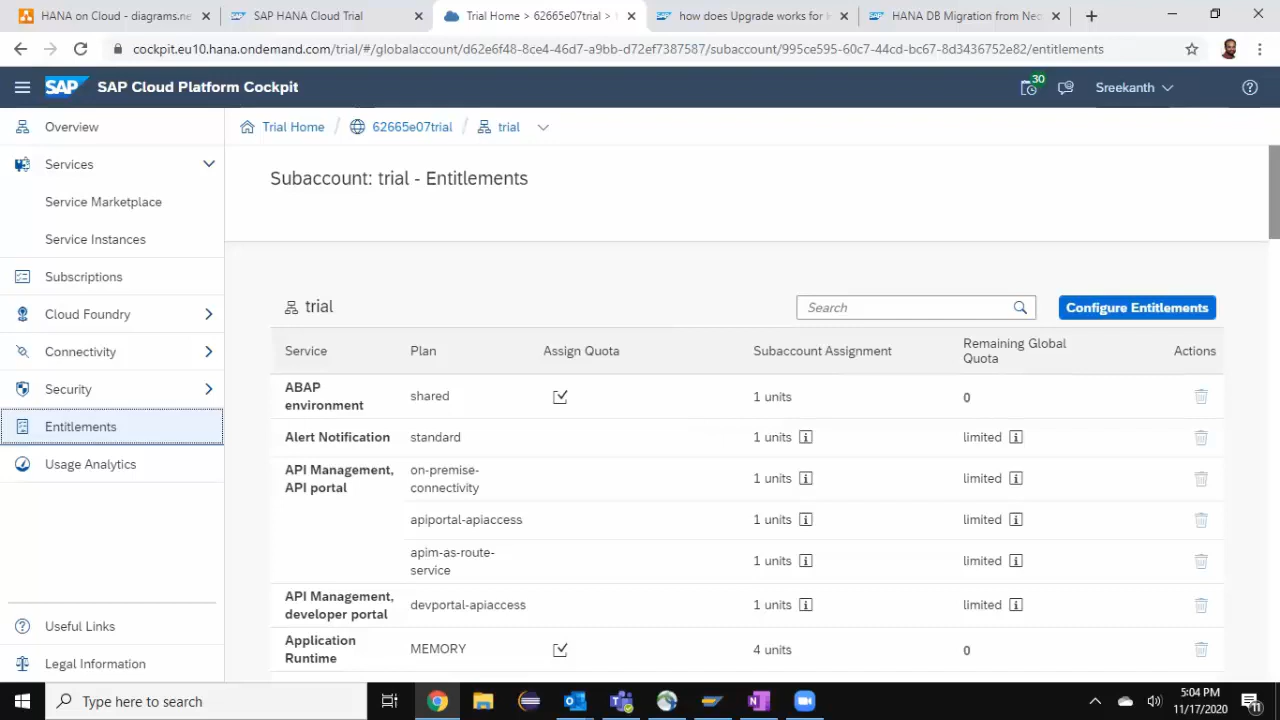 HANA on Cloud - diagrams.ne
SAP HANA Cloud Trial
Trial Home > 62665e07trial >
how does Upgrade works for
HANA DB Migration from Ne
cockpit.eu10.hana.ondemand.com/trial/#/globalaccount/d62e6f48-8ce4-46d7-a9bb-d72ef7387587/subaccount/995ce595-60c7-44cd-bc67-8d3436752e82/entitlements
SAP
SAP Cloud Platform Cockpit
30
Sreekanth
Overview
Services
Service Marketplace
Service Instances
Subscriptions
Cloud Foundry
Connectivity
Security
Entitlements
Usage Analytics
Useful Links
Legal Information
Trial Home / 62665e07trial / trial
Subaccount: trial - Entitlements
trial
Search
Configure Entitlements
Service Plan Assign Quota Subaccount Assignment Remaining Global
Quota
Actions
ABAP
environment
shared
1 units
0
Alert Notification standard 1 units limited
API Management,
API portal
on-premise-
connectivity
1 units
limited
apiportal-apiaccess 1 units limited
apim-as-route-
service
1 units
limited
API Management,
developer portal
devportal-apiaccess
1 units
limited
Application
Runtime
MEMORY
4 units
0
Type here to search
5:04 PM
11/17/2020
11